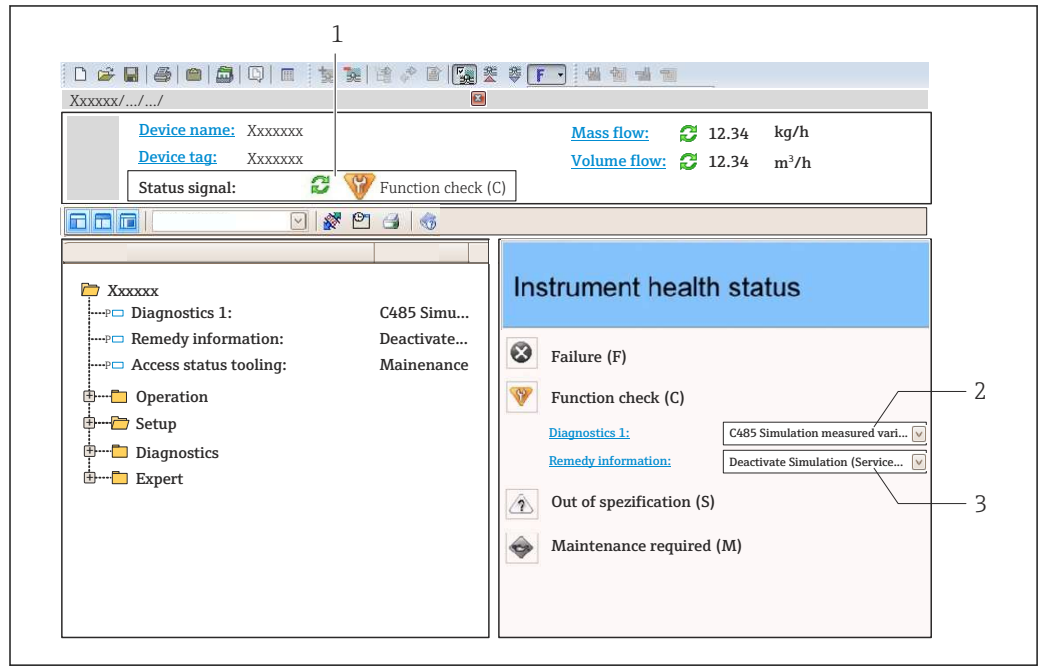 1
F
Xxxxxx/.../.../
Device name: Xxxxxxx
Mass flow: 12.34 kg/h
Device tag: Xxxxxxx
Volume flow: 12.34 m³/h
Status signal: Function check (C)
Xxxxxx
P Diagnostics 1: C485 Simu...
P Remedy information: Deactivate...
P Access status tooling: Mainenance
Operation
Setup
Diagnostics
Expert
Instrument health status
Failure (F)
Function check (C)
2
Diagnostics 1: C485 Simulation measured vari...
Remedy information: Deactivate Simulation (Service...
Out of spezification (S)
3
Maintenance required (M)